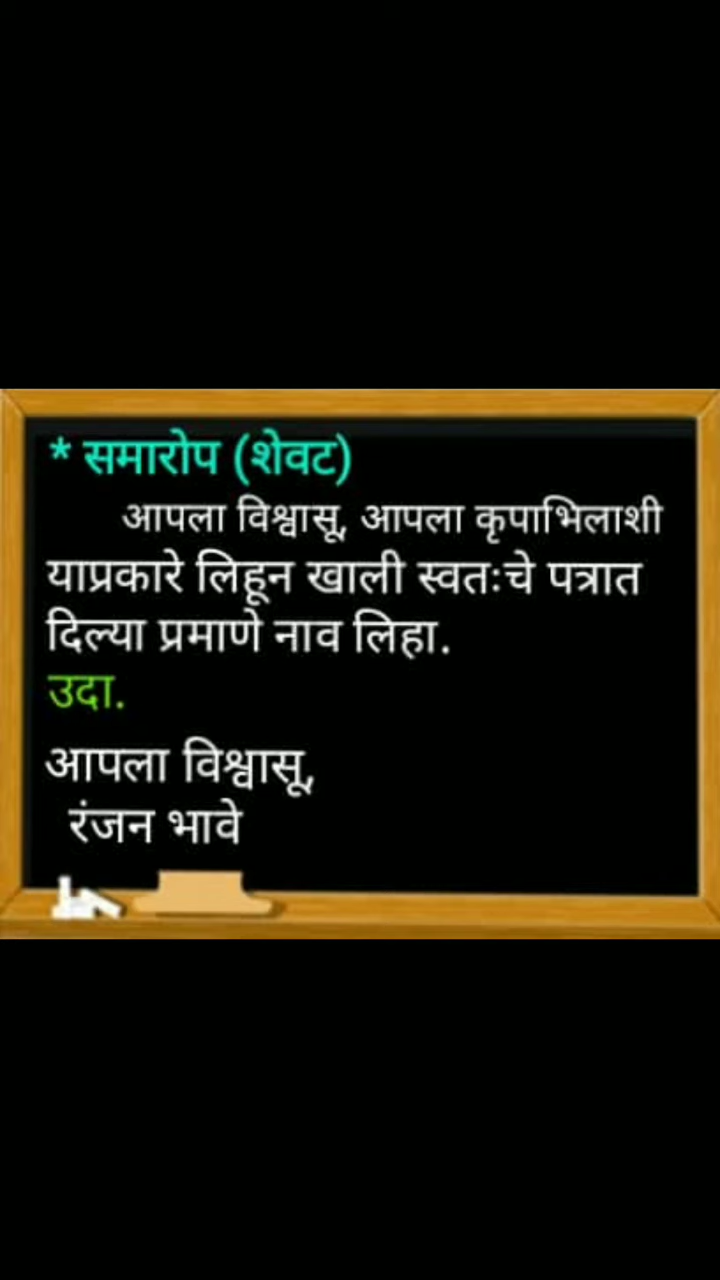 * समारोप (शेवट)
आपला विश्वासू, आपला कृपाभिलाशी
याप्रकारे लिहून खाली स्वतःचे पत्रात
दिल्या प्रमाणे नाव लिहा.
उदा.
आपला विश्वासू,
रंजन भावे